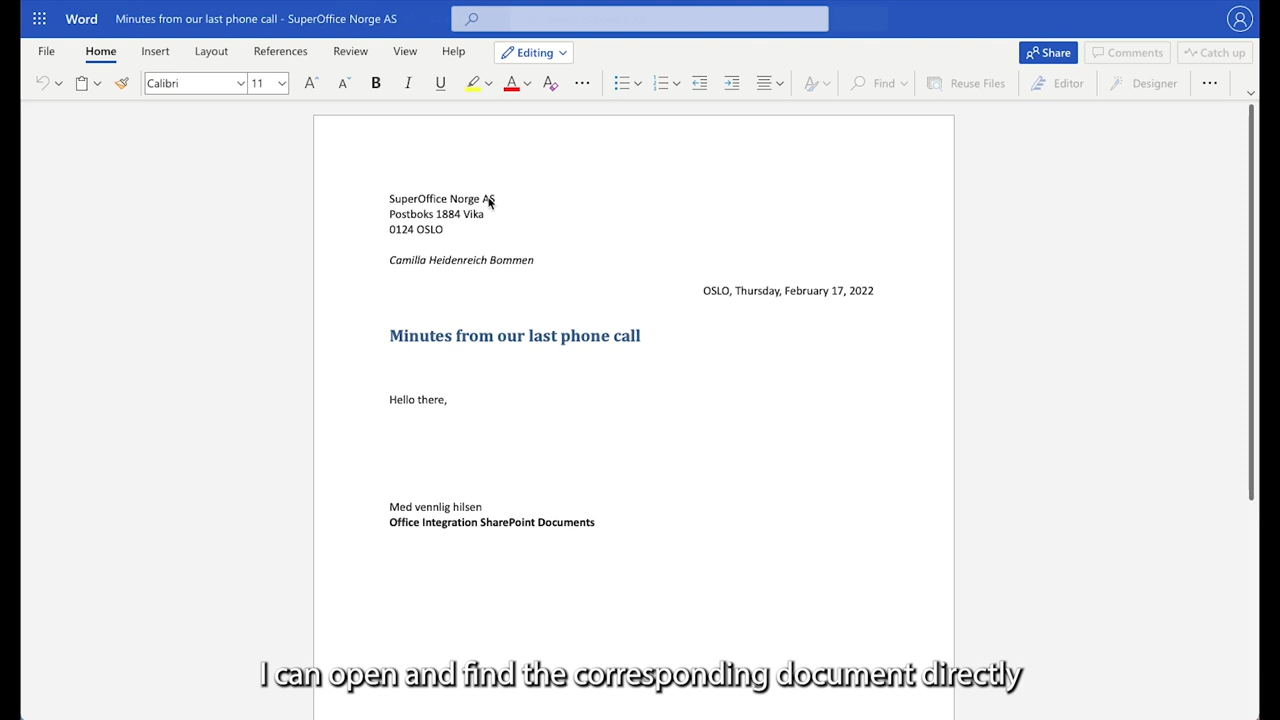 Word Minutes from our last phone call - SuperOffice Norge AS
File Home Insert Layout References Review View Help Editing Share Comments Catch up
Calibri 11 A A B I U A A Find Reuse Files Editor Designer
SuperOffice Norge AS
Postboks 1884 Vika
0124 OSLO
Camilla Heidenreich Bommen
OSLO, Thursday, February 17, 2022
Minutes from our last phone call
Hello there,
Med vennlig hilsen
Office Integration SharePoint Documents
I can open and find the corresponding document directly